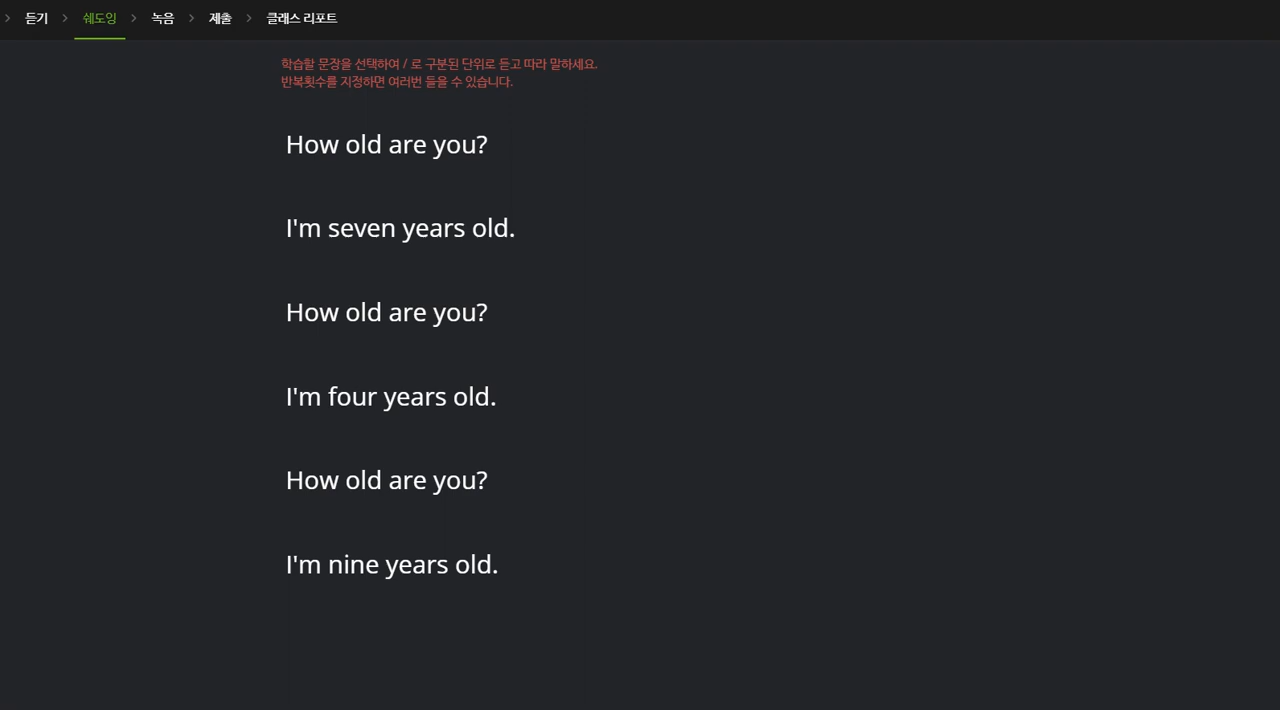 > 듣기 > 쉐도잉 > 녹음 > 제출 > 클래스 리포트
학습할 문장을 선택하여 / 로 구분된 단위로 듣고 따라 말하세요.
반복횟수를 지정하면 여러번 들을 수 있습니다.
How old are you?
I'm seven years old.
How old are you?
I'm four years old.
How old are you?
I'm nine years old.